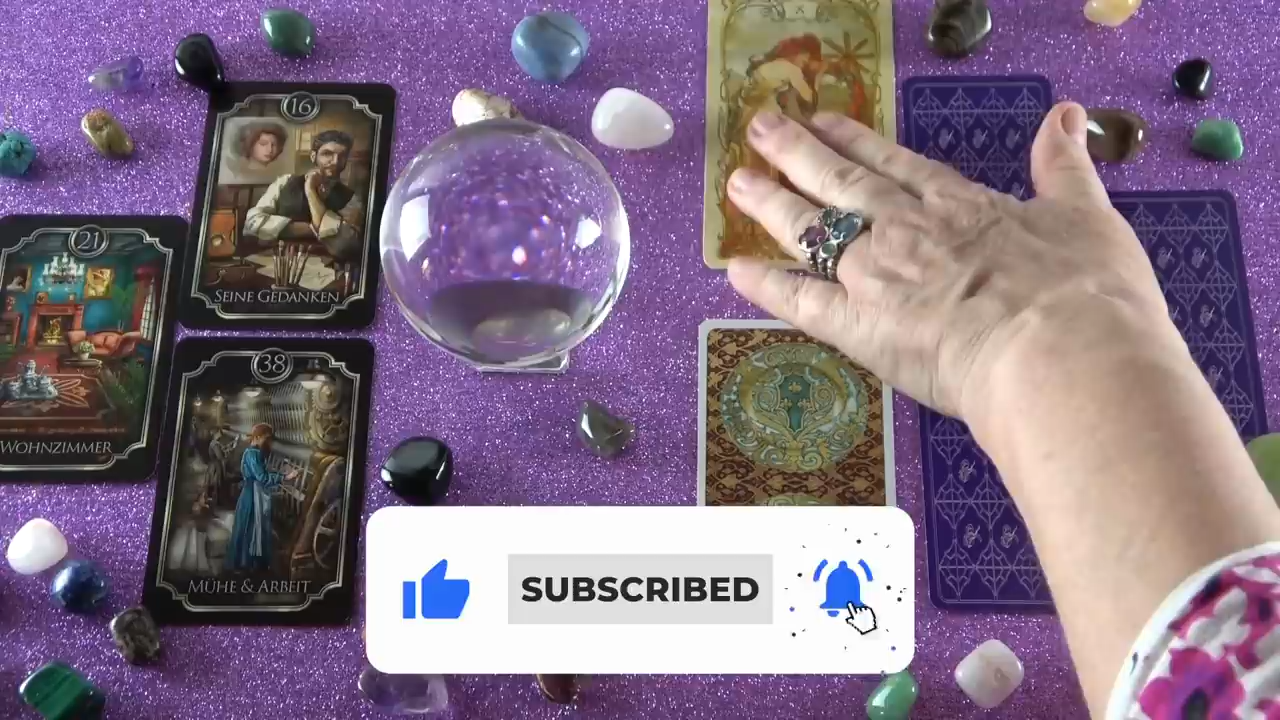 16
SEINE GEDANKEN
21
WOHNZIMMER
38
MÜHE & ARBEIT
X
SUBSCRIBED